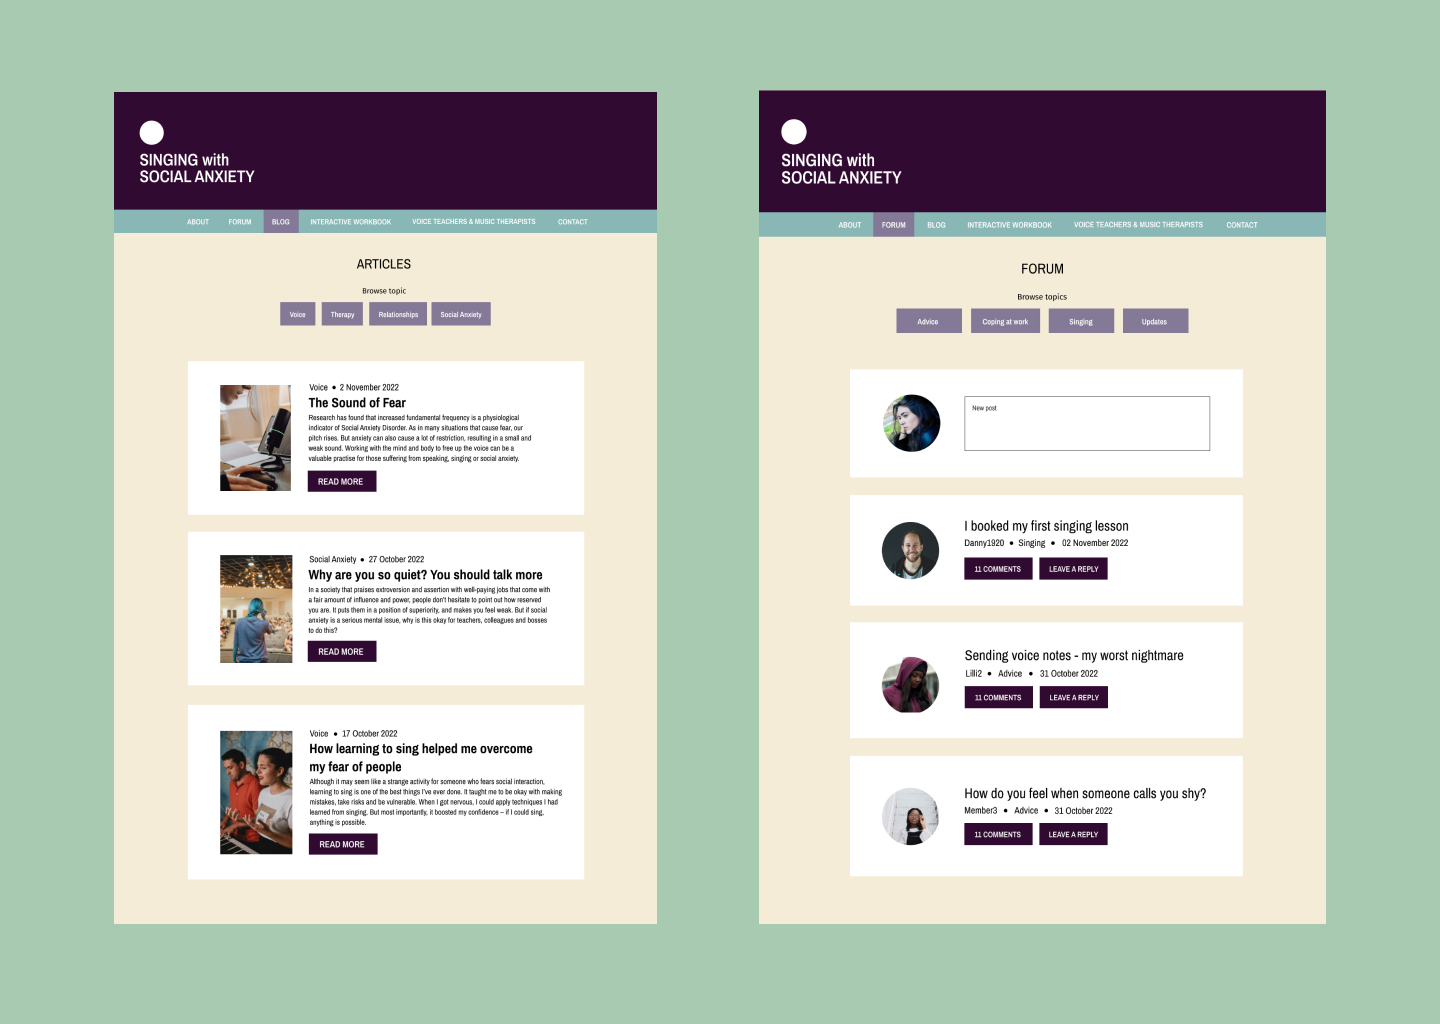 SINGING with
SOCIAL ANXIETY
ABOUT FORUM BLOG INTERACTIVE WORKBOOK VOICE TEACHERS & MUSIC THERAPISTS CONTACT
ARTICLES
Browse topic
Voice Therapy Relationships Social Anxiety
Voice ● 2 November 2022
The Sound of Fear
Research has found that increased fundamental frequency is a physiological
indicator of Social Anxiety Disorder. As in many situations that cause fear, our
pitch rises. But anxiety can also cause a lot of restriction, resulting in a small and
weak sound. Working with the mind and body to free up the voice can be a
valuable practise for those suffering from speaking, singing or social anxiety.
READ MORE
Social Anxiety ● 27 October 2022
Why are you so quiet? You should talk more
In a society that praises extroversion and assertion with well-paying jobs that come with
a fair amount of influence and power, people don't hesitate to point out how reserved
you are. It puts them in a position of superiority, and makes you feel weak. But if social
anxiety is a serious mental issue, why is this okay for teachers, colleagues and bosses
to do this?
READ MORE
Voice ● 17 October 2022
How learning to sing helped me overcome
my fear of people
Although it may seem like a strange activity for someone who fears social interaction,
learning to sing is one of the best things I've ever done. It taught me to be okay with making
mistakes, take risks and be vulnerable. When I got nervous, I could apply techniques I had
learned from singing. But most importantly, it boosted my confidence – if I could sing,
anything is possible.
READ MORE
SINGING with
SOCIAL ANXIETY
ABOUT FORUM BLOG INTERACTIVE WORKBOOK VOICE TEACHERS & MUSIC THERAPISTS CONTACT
FORUM
Browse topics
Advice Coping at work Singing Updates
New post
I booked my first singing lesson
Danny1920 ● Singing ● 02 November 2022
11 COMMENTS LEAVE A REPLY
Sending voice notes - my worst nightmare
Lilli2 ● Advice ● 31 October 2022
11 COMMENTS LEAVE A REPLY
How do you feel when someone calls you shy?
Member3 ● Advice ● 31 October 2022
11 COMMENTS LEAVE A REPLY